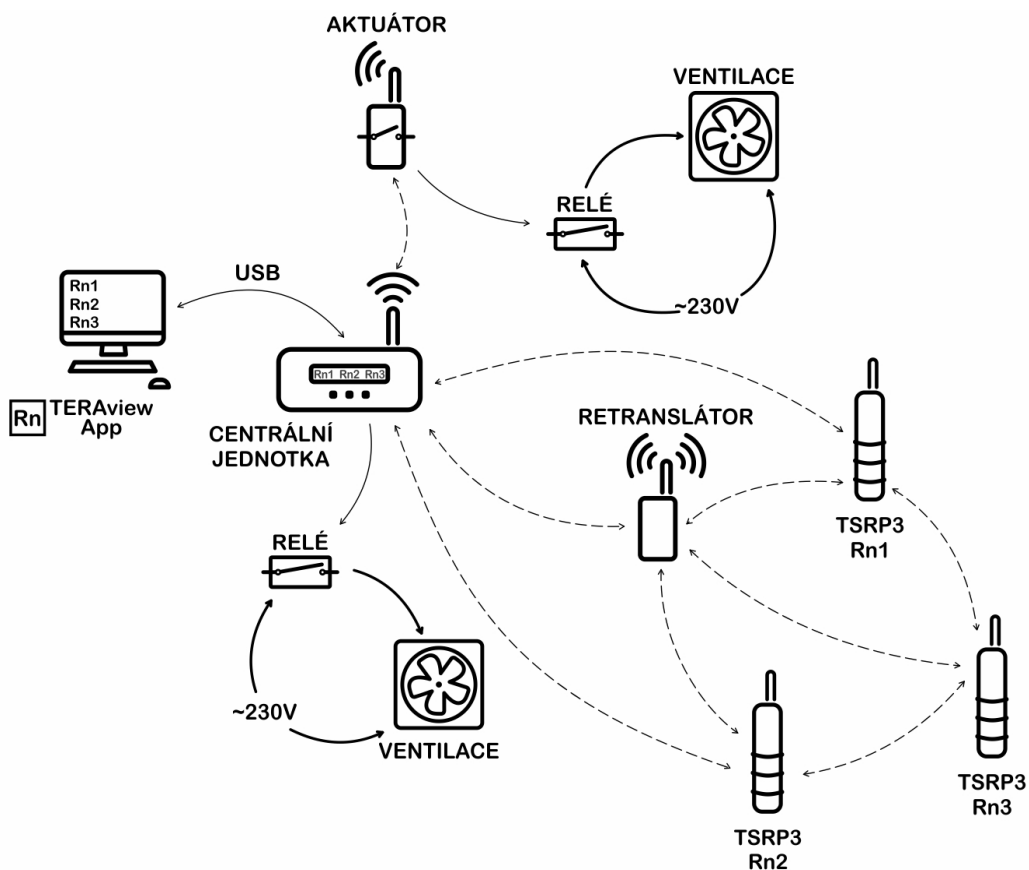 AKTUÁTOR
VENTILACE
RELÉ
~230V
USB
Rn1
Rn2
Rn3
Rn1 Rn2 Rn3
Rn
TERAview
App
CENTRÁLNÍ
JEDNOTKA
RETRANSLÁTOR
TSRP3
Rn1
RELÉ
~230V
VENTILACE
TSRP3
Rn2
TSRP3
Rn3